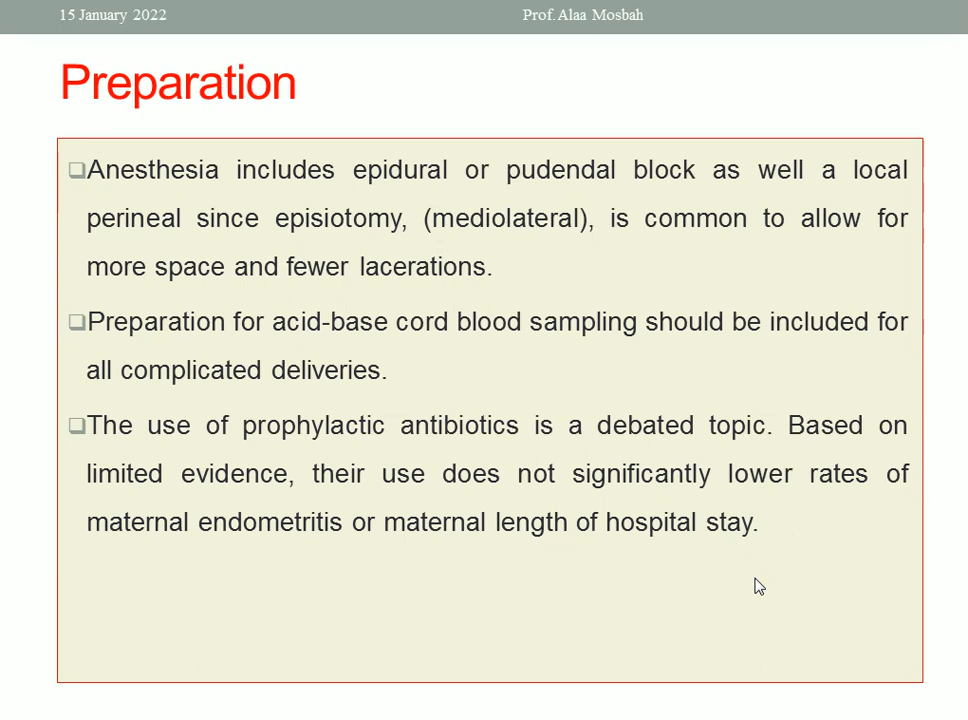 15 January 2022
Prof. Alaa Mosbah
Preparation
Anesthesia includes epidural or pudendal block as well a local
perineal since episiotomy, (mediolateral), is common to allow for
more space and fewer lacerations.
Preparation for acid-base cord blood sampling should be included for
all complicated deliveries.
The use of prophylactic antibiotics is a debated topic. Based on
limited evidence, their use does not significantly lower rates of
maternal endometritis or maternal length of hospital stay.